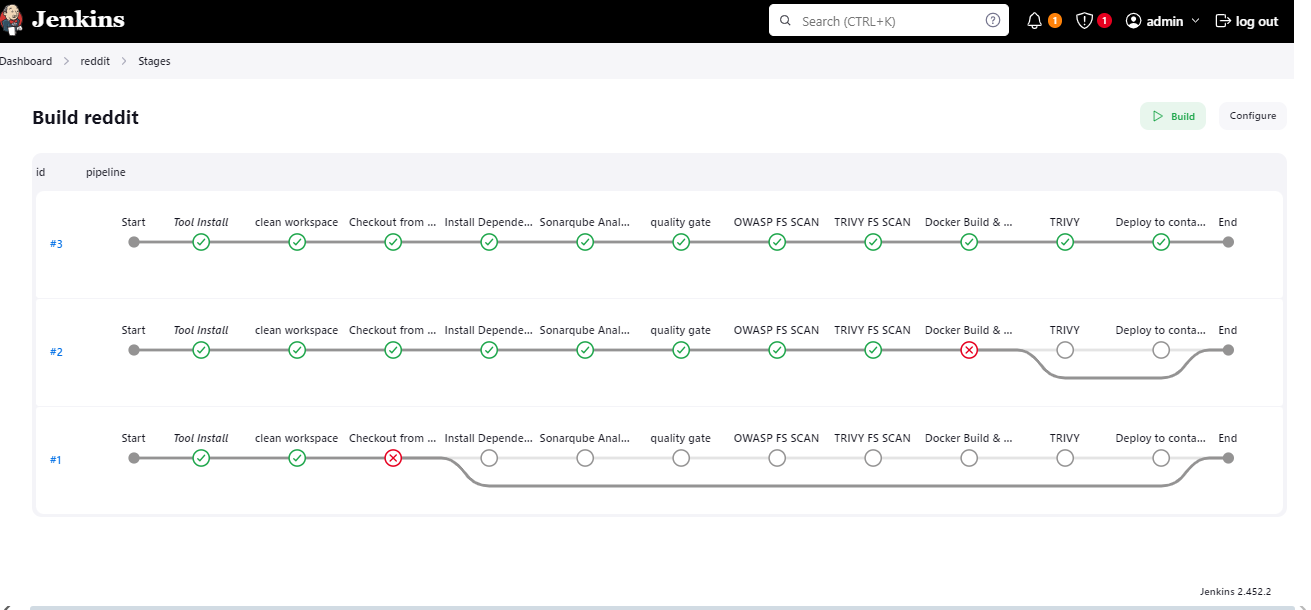 Jenkins Search (CTRL+K) ? 1 1 admin log out
Dashboard reddit Stages
Build reddit Build Configure
id pipeline
Start Tool Install clean workspace Checkout from ... Install Depende... Sonarqube Anal... quality gate OWASP FS SCAN TRIVY FS SCAN Docker Build & ... TRIVY Deploy to conta... End
#3
Start Tool Install clean workspace Checkout from ... Install Depende... Sonarqube Anal... quality gate OWASP FS SCAN TRIVY FS SCAN Docker Build & ... TRIVY Deploy to conta... End
#2
Start Tool Install clean workspace Checkout from ... Install Depende... Sonarqube Anal... quality gate OWASP FS SCAN TRIVY FS SCAN Docker Build & ... TRIVY Deploy to conta... End
#1
Jenkins 2.452.2